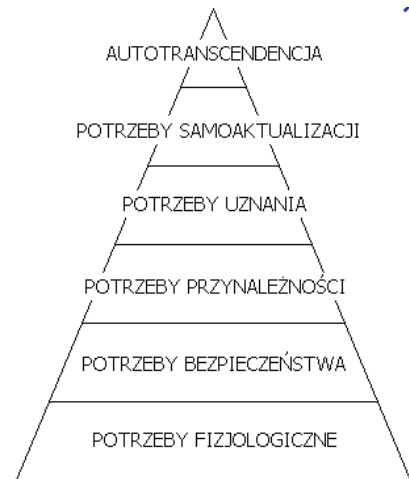 AUTOTRANSCENDENCJA
POTRZEBY SAMOAKTUALIZACJI
POTRZEBY UZNANIA
POTRZEBY PRZYNALEŻNOŚCI
POTRZEBY BEZPIECZEŃSTWA
POTRZEBY FIZJOLOGICZNE